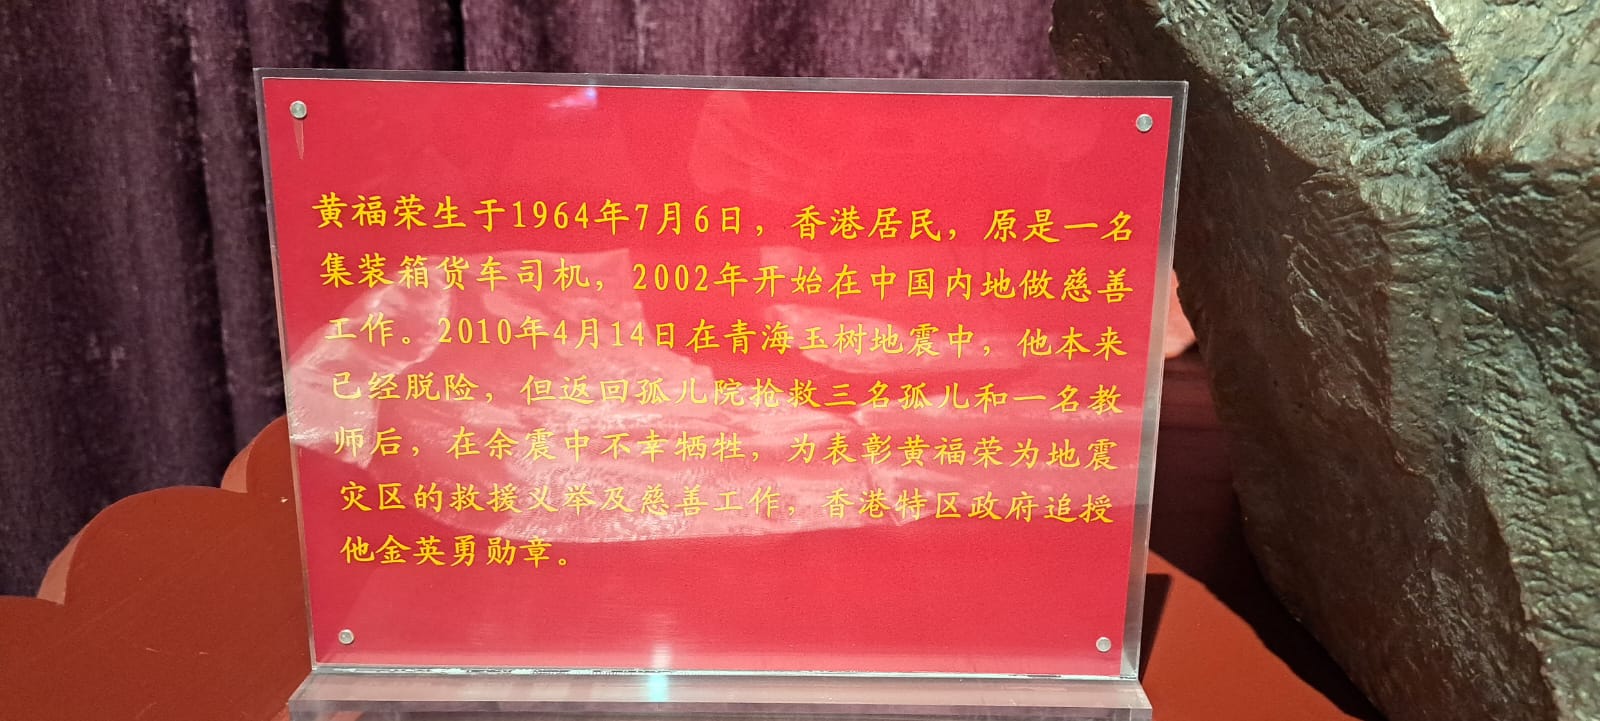 黄福荣生于1964年7月6日，香港居民，原是一名
集装箱货车司机，2002年开始在中国内地做慈善
工作。2010年4月14日在青海玉树地震中，他本来
已经脱险，但返回孤儿院抢救三名孤儿和一名教
师后，在余震中不幸牺牲，为表彰黄福荣为地震
灾区的救援义举及慈善工作，香港特区政府追授
他金英勇勋章。